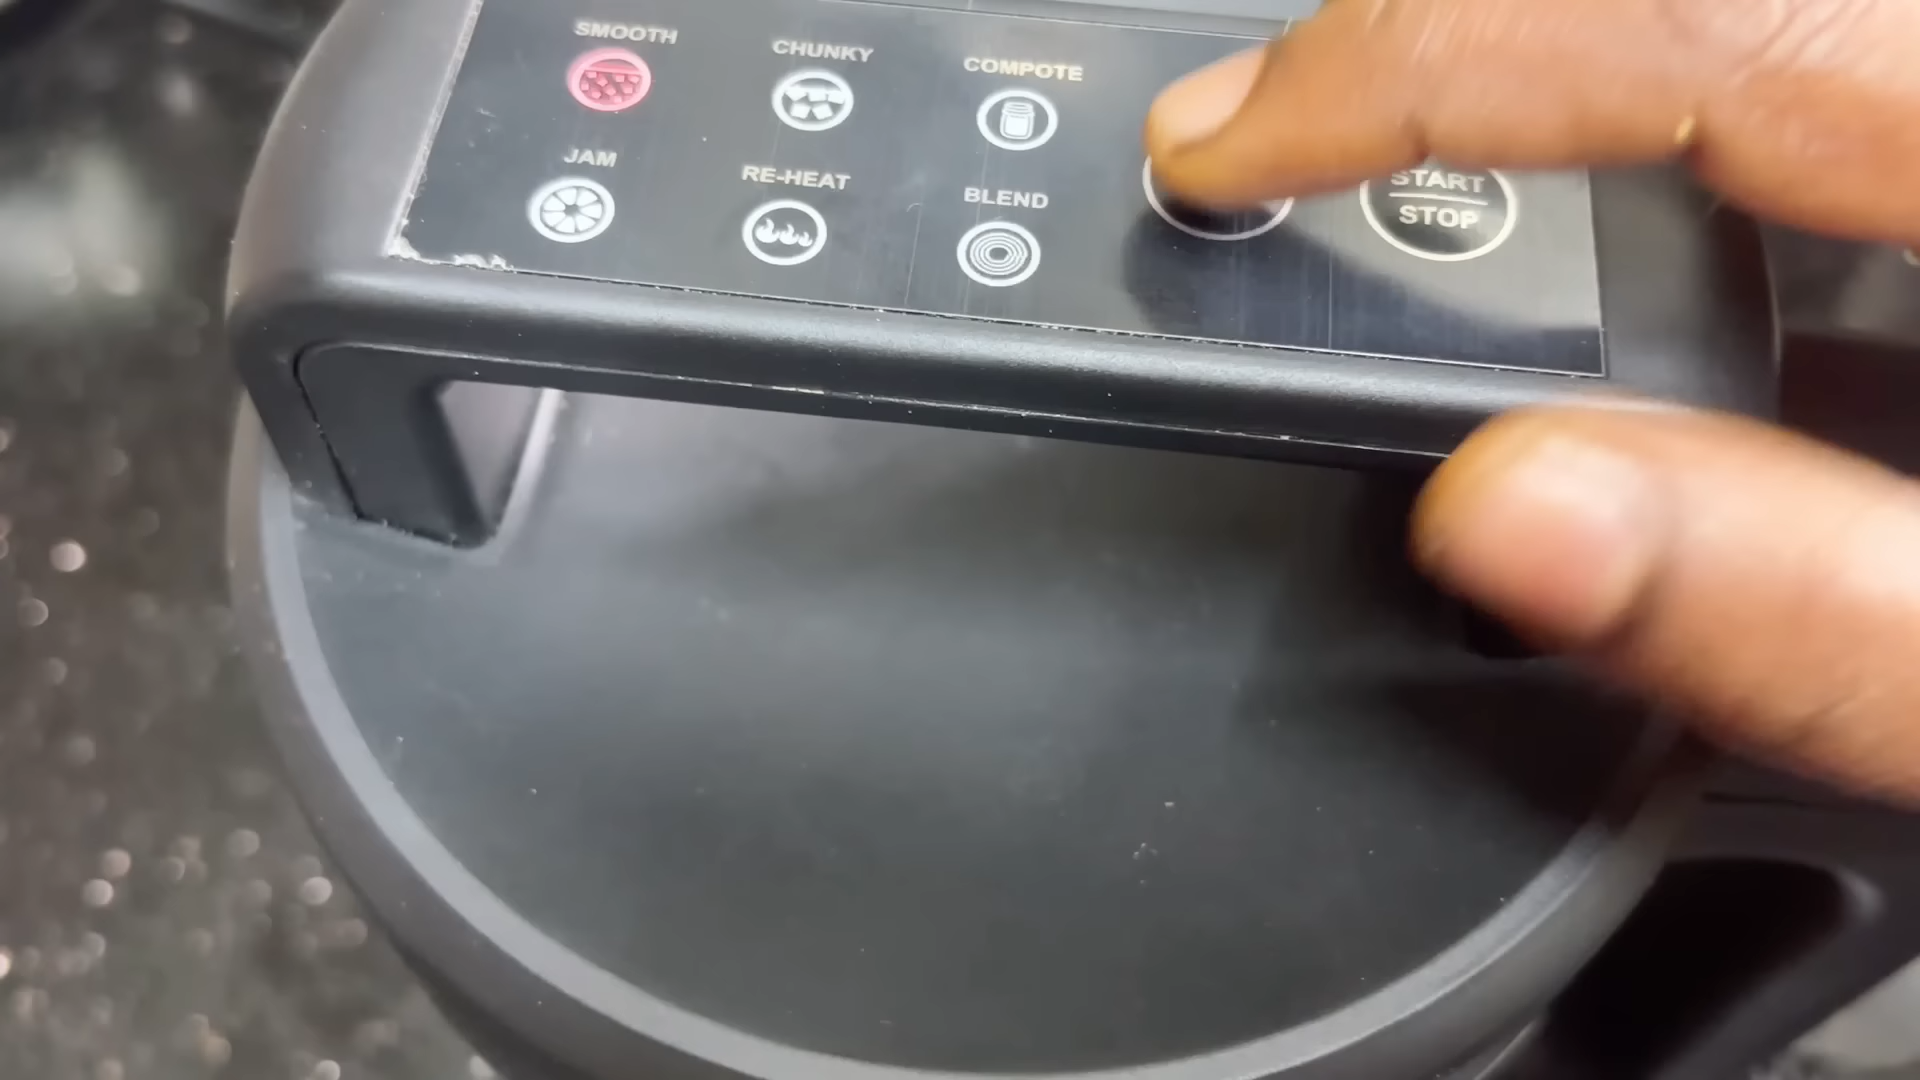 SMOOTH
CHUNKY
COMPOTE
JAM
RE-HEAT
BLEND
START
STOP